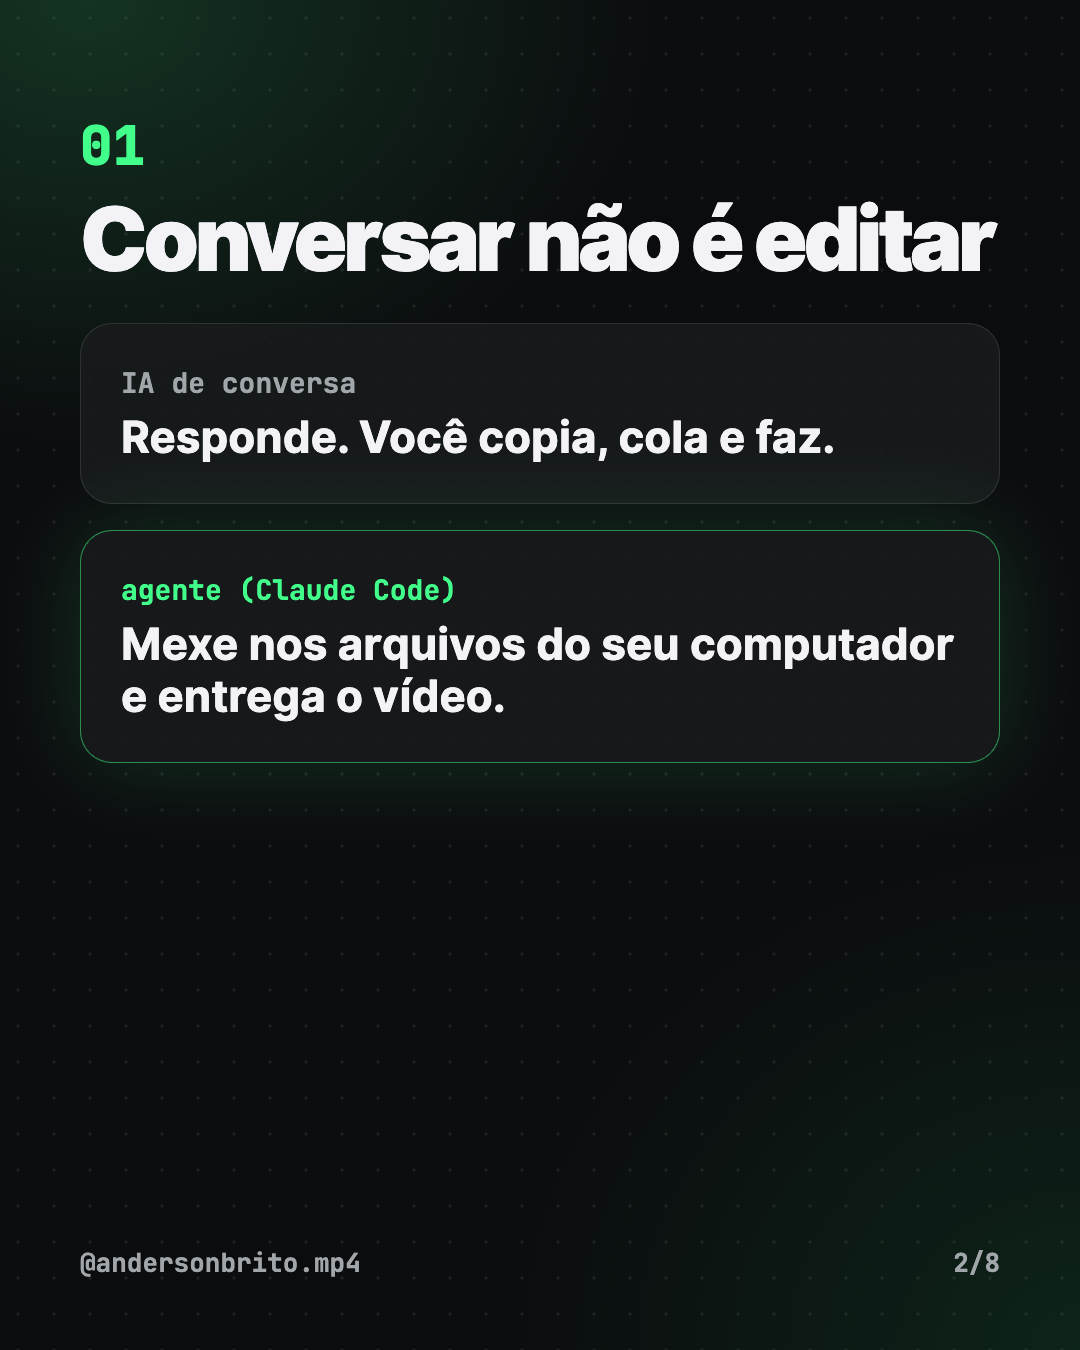 01
Conversar não é editar
IA de conversa
Responde. Você copia, cola e faz.
agente (Claude Code)
Mexe nos arquivos do seu computador
e entrega o vídeo.
@andersonbrito.mp4
2/8